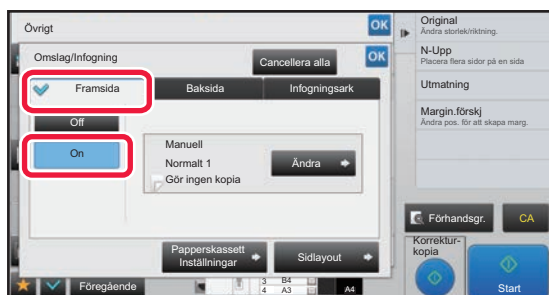 Övrigt
OK
Omslag/Infogning
Cancellera alla
OK
Framsida
Baksida
Infogningsark
Off
On
Manuell
Normalt 1
Gör ingen kopia
Ändra
Papperskassett
Inställningar
Sidlayout
Föregående
3 B4
4 A3
A4
Original
Ändra storlek/riktning.
N-Upp
Placera flera sidor på en sida
Utmatning
Margin.förskj
Ändra pos. för att skapa marg.
Förhandsgr.
CA
Korrektur-
kopia
Start